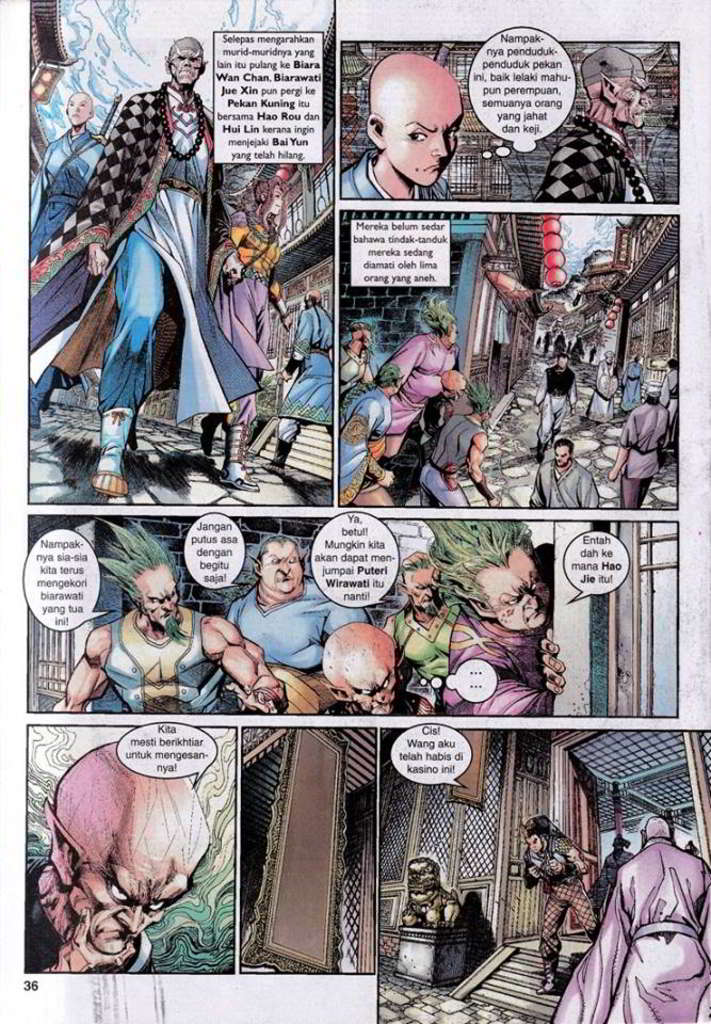 Selepas mengarahkan
murid-muridnya yang
lain itu pulang ke Biara
Wan Chan, Biarawati
Jue Xin pun pergi ke
Pekan Kuning itu
bersama Hao Rou dan
Hui Lin kerana ingin
menjejaki Bai Yun
yang telah hilang.
Nampak-
nya penduduk-
penduduk pekan
ini, baik lelaki mahu-
pun perempuan,
semuanya orang
yang jahat
dan keji.
Mereka belum sedar
bahawa tindak-tanduk
mereka sedang
diamati oleh lima
orang yang aneh.
Nampak-
nya sia-sia
kita terus
mengekori
biarawati
yang tua
ini!
Jangan
putus asa
dengan
begitu
saja!
Ya,
betul!
Mungkin kita
akan dapat men-
jumpai Puteri
Wirawati itu
nanti!
Entah
dah ke
mana Hao
Jie itu!
...
...
Kita
mesti berikhtiar
untuk mengesan-
nya!
Cis!
Wang aku
telah habis di
kasino ini!
36